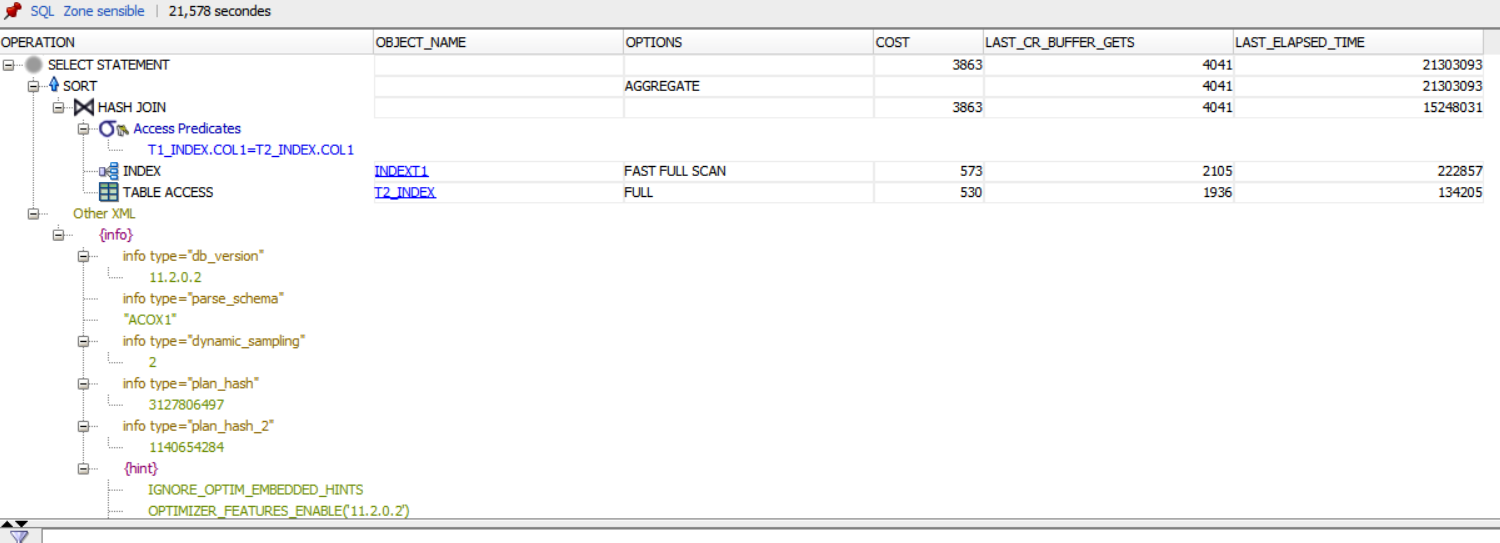 SQL Zone sensible | 21,578 secondes
OPERATION OBJECT_NAME OPTIONS COST LAST_CR_BUFFER_GETS LAST_ELAPSED_TIME
SELECT STATEMENT 3863 4041 21303093
SORT AGGREGATE 4041 21303093
HASH JOIN 3863 4041 15248031
Access Predicates
T1_INDEX.COL1=T2_INDEX.COL1
INDEX INDEXT1 FAST FULL SCAN 573 2105 222857
TABLE ACCESS T2_INDEX FULL 530 1936 134205
Other XML
{info}
info type="db_version"
11.2.0.2
info type="parse_schema"
"ACOX1"
info type="dynamic_sampling"
2
info type="plan_hash"
3127806497
info type="plan_hash_2"
1140654284
{hint}
IGNORE_OPTIM_EMBEDDED_HINTS
OPTIMIZER_FEATURES_ENABLE('11.2.0.2')